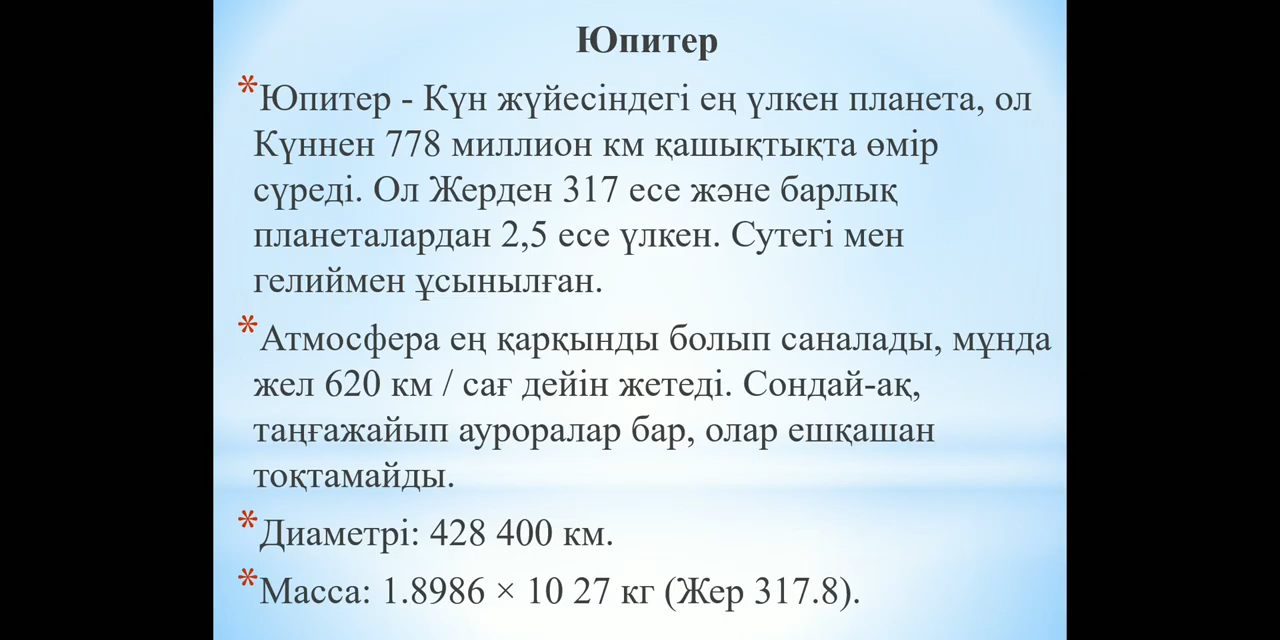 Юпитер
*Юпитер - Күн жүйесіндегі ең үлкен планета, ол
Күннен 778 миллион км қашықтықта өмір
сүреді. Ол Жерден 317 есе және барлық
планеталардан 2,5 есе үлкен. Сутегі мен
гелиймен ұсынылған.
*Атмосфера ең қарқынды болып саналады, мұнда
жел 620 км / сағ дейін жетеді. Сондай-ақ,
таңғажайып ауроралар бар, олар ешқашан
тоқтамайды.
*Диаметрі: 428 400 км.
*Масса: 1.8986 × 10 27 кг (Жер 317.8).